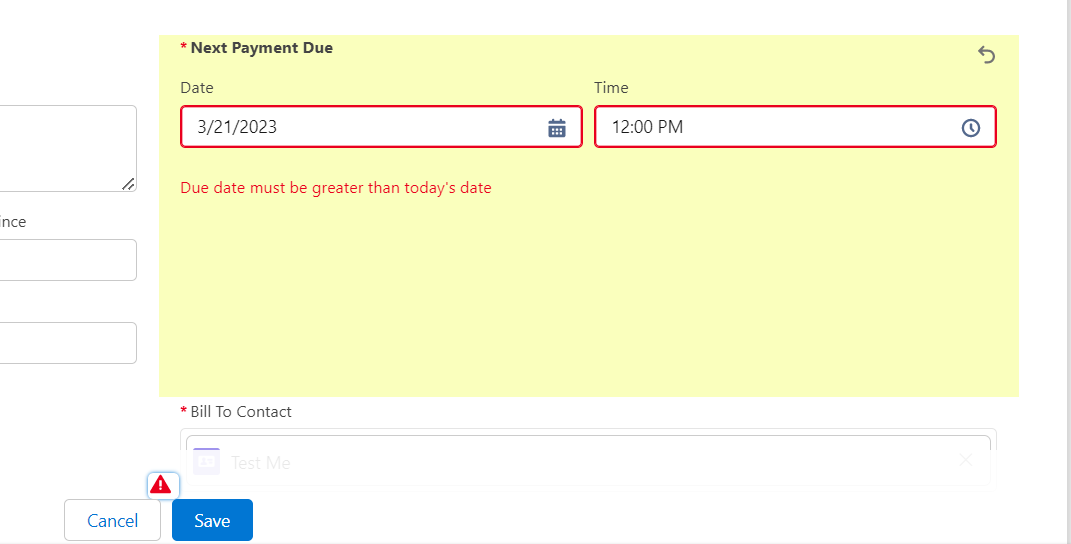 * Next Payment Due
Date
Time
3/21/2023
12:00 PM
Due date must be greater than today's date
ince
* Bill To Contact
Test Me
Cancel
Save